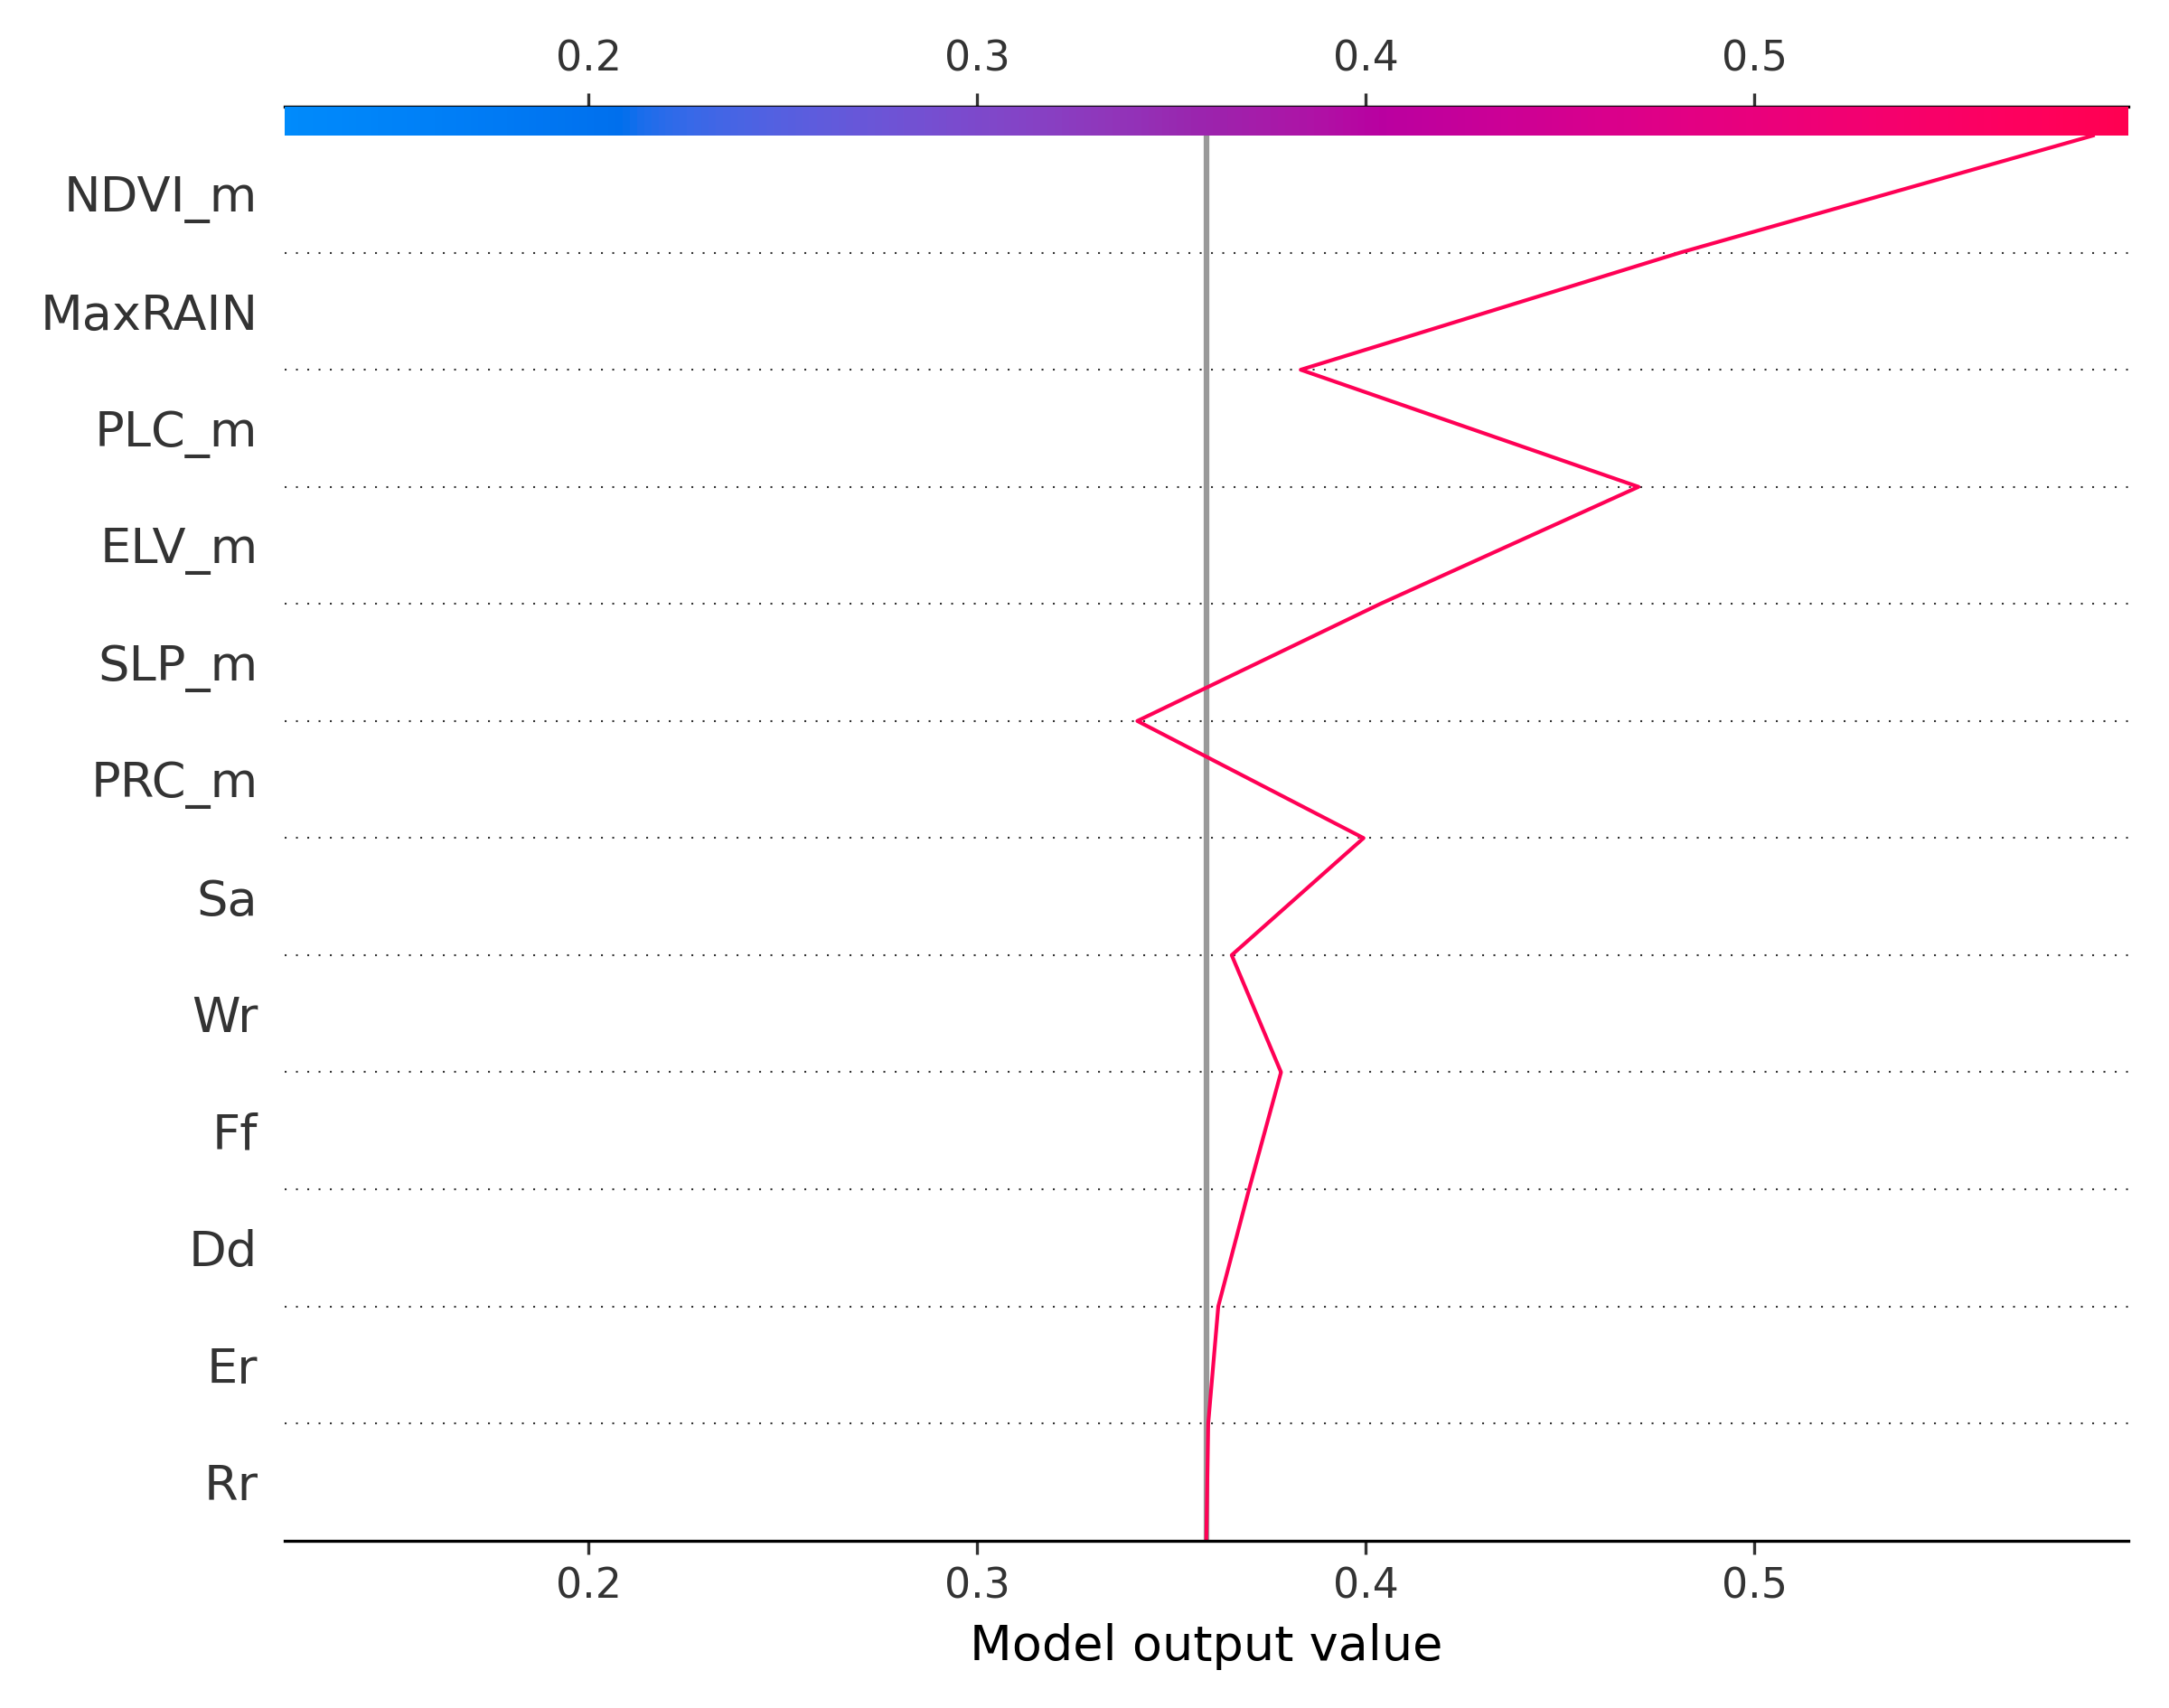 0.2 0.3 0.4 0.5
NDVI_m
MaxRAIN
PLC_m
ELV_m
SLP_m
PRC_m
Sa
Wr
Ff
Dd
Er
Rr
0.2 0.3 0.4 0.5
Model output value